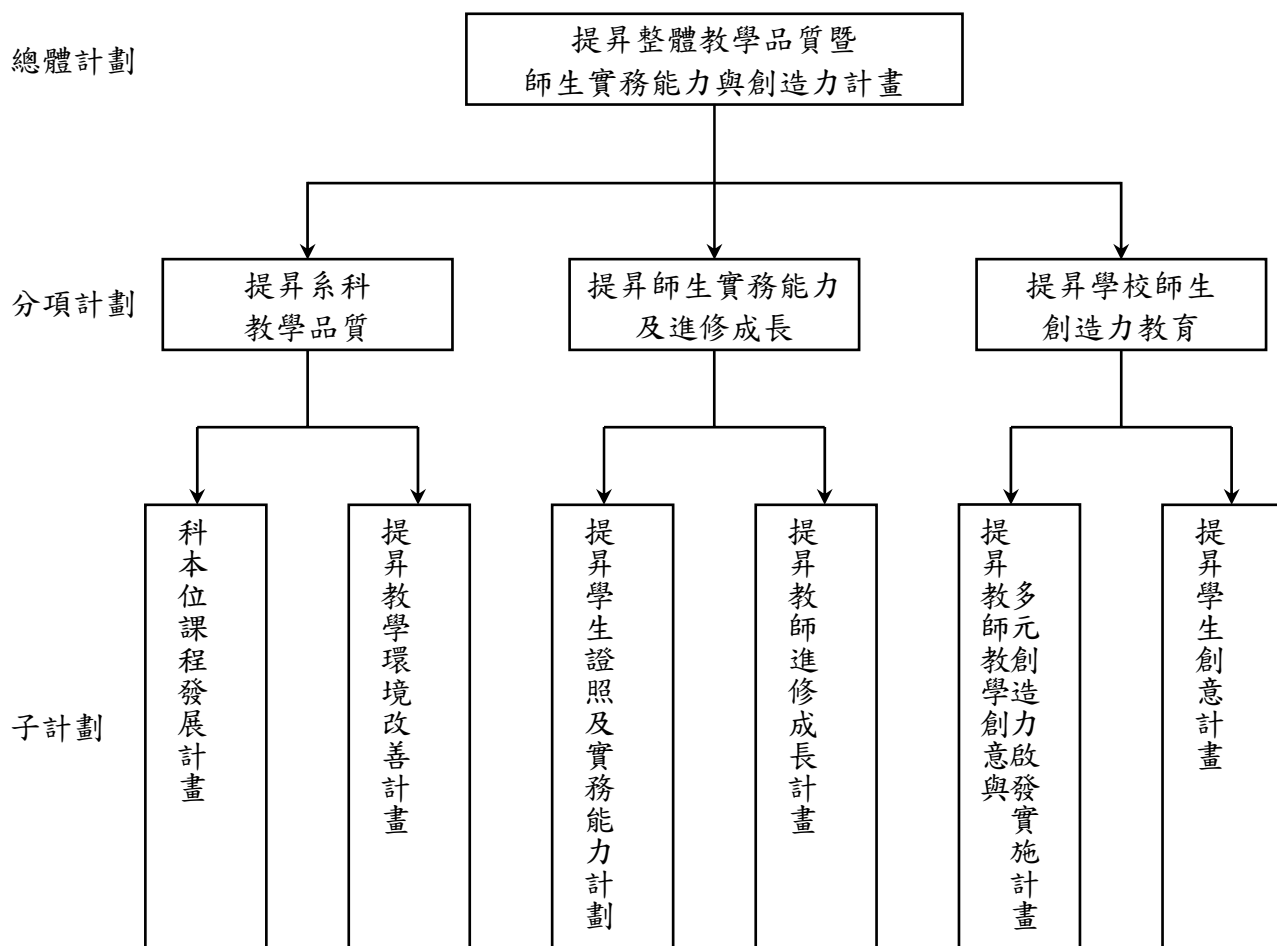 總體計劃
提昇整體教學品質暨
師生實務能力與創造力計畫
分項計劃
提昇系科
教學品質
提昇師生實務能力
及進修成長
提昇學校師生
創造力教育
子計劃
科本位課程發展計畫
提昇教學環境改善計畫
提昇學生證照及實務能力計劃
提昇教師進修成長計畫
提昇教師教學創意與
多元創造力啟發實施計畫
提昇學生創意計畫